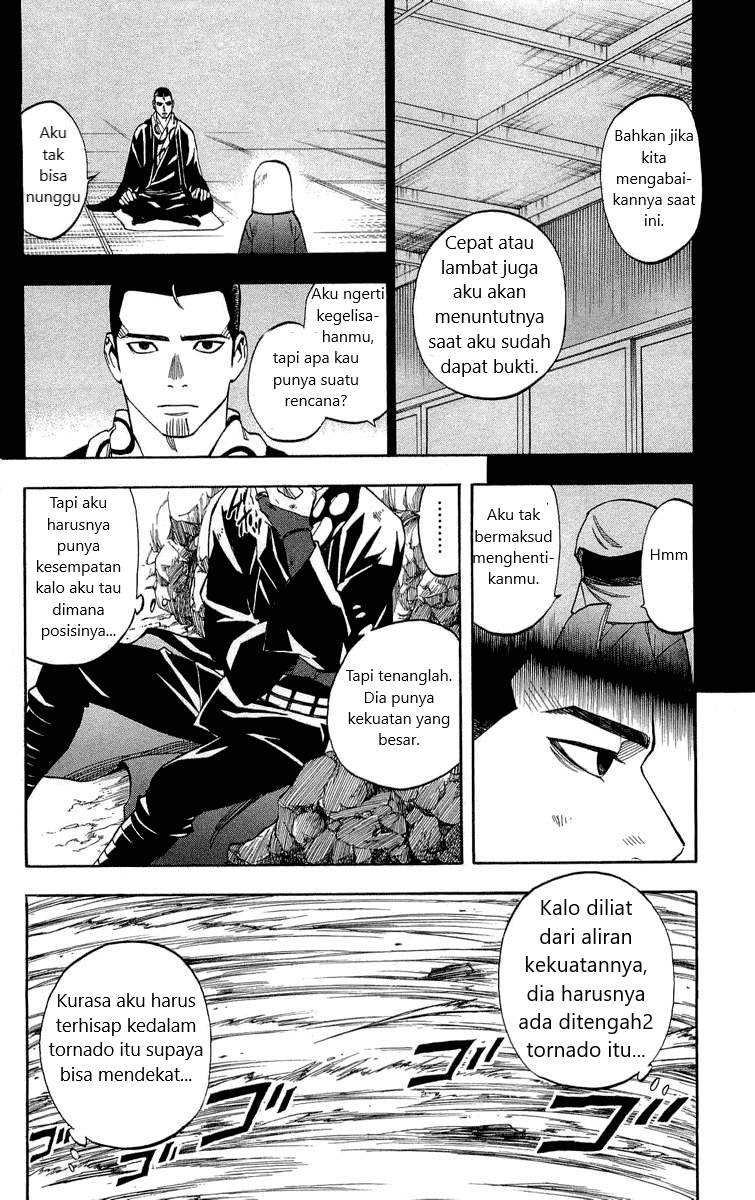 Bahkan jika
kita
mengabai-
kannya saat
ini.
Cepat atau
lambat juga
aku akan
menuntutnya
saat aku sudah
dapat bukti.
Aku
tak
bisa
nunggu
Aku ngerti
kegelisa-
hanmu,
tapi apa kau
punya suatu
rencana?
Hmm
Aku tak
bermaksud
menghenti-
kanmu.
.........
Tapi tenanglah.
Dia punya
kekuatan yang
besar.
Tapi aku
harusnya
punya
kesempatan
kalo aku tau
dimana
posisinya...
Kalo diliat
dari aliran
kekuatannya,
dia harusnya
ada ditengah2
tornado itu...
Kurasa aku harus
terhisap kedalam
tornado itu supaya
bisa mendekat...
ゴゴゴゴゴ